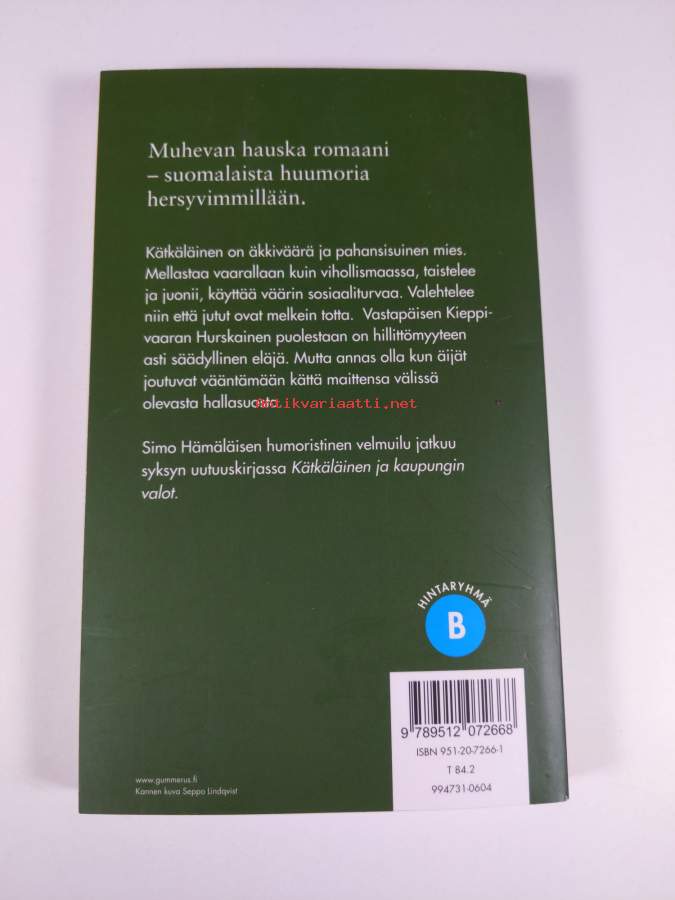 Muhevan hauska romaani
– suomalaista huumoria
hersyvimmillään.
Kätkäläinen on äkkiväärä ja pahansisuinen mies.
Mellastaa vaarallaan kuin vihollismaassa, taistelee
ja juonii, käyttää väärin sosiaaliturvaa. Valehtelee
niin että jutut ovat melkein totta. Vastapäisen Kieppi-
vaaran Hurskainen puolestaan on hillittömyyteen
asti säädyllinen eläjä. Mutta annas olla kun äijät
joutuvat vääntämään kättä maittensa välissä
olevasta hallasuosta.
Antikvariaatti.net
Simo Hämäläisen humoristinen velmuilu jatkuu
syksyn uutuuskirjassa Kätkäläinen ja kaupungin
valot.
HINTARYHMÄ
B
9 789512 072668
ISBN 951-20-7266-1
T 84.2
994731-0604
www.gummerus.fi
Kannen kuva Seppo Lindqvist